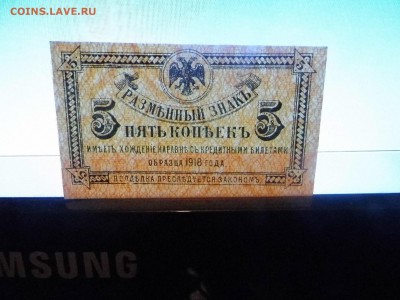 COINS.ЛАВЕ.RU
РАЗМѢННЫЙ ЗНАКЪ
5 ПЯТЬ КОПѢЕКЪ 5
ИМѢЕТЪ ХОЖДЕНІЕ НАРАВНѢ СЪ КРЕДИТНЫМИ БИЛЕТАМИ
ОБРАЗЦА 1918 ГОДА
ПОДДѢЛКА ПРЕСЛѢДУЕТСЯ ЗАКОНОМЪ
SAMSUNG